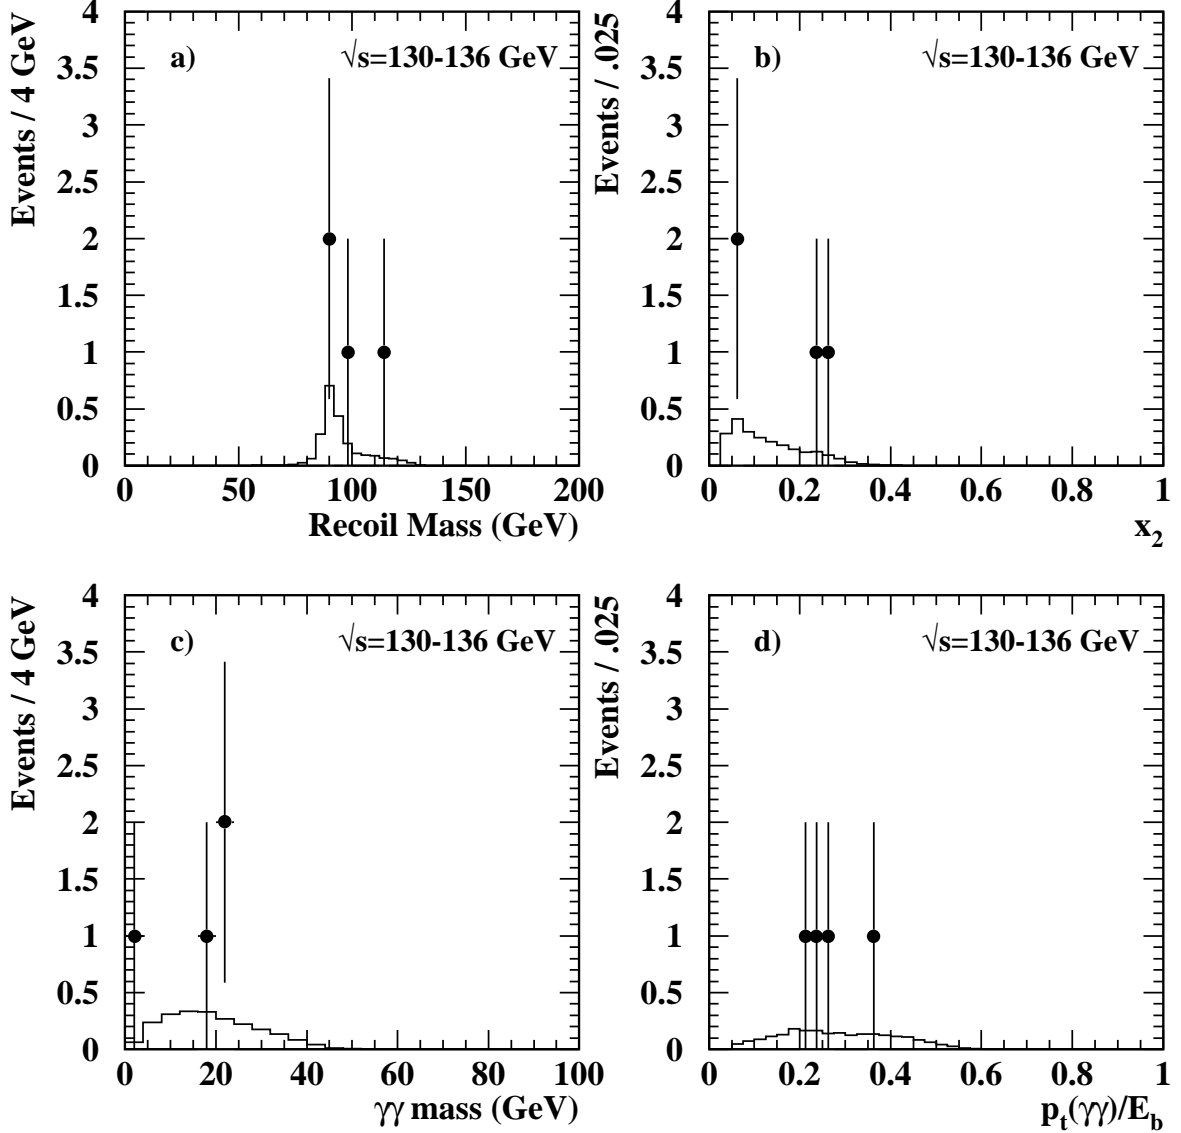 Events / 4 GeV
4
3.5
3
2.5
2
1.5
1
0.5
0
a)
√s=130-136 GeV
0 50 100 150 200
Recoil Mass (GeV)
Events / .025
4
3.5
3
2.5
2
1.5
1
0.5
0
b)
√s=130-136 GeV
0 0.2 0.4 0.6 0.8 1
x₂
Events / 4 GeV
4
3.5
3
2.5
2
1.5
1
0.5
0
c)
√s=130-136 GeV
0 20 40 60 80 100
γγ mass (GeV)
Events / .025
4
3.5
3
2.5
2
1.5
1
0.5
0
d)
√s=130-136 GeV
0 0.2 0.4 0.6 0.8 1
p_t(γγ)/E_b